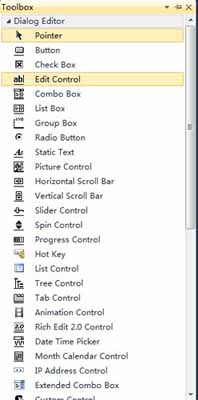 Toolbox
Dialog Editor
Pointer
Button
Check Box
Edit Control
Combo Box
List Box
Group Box
Radio Button
Static Text
Picture Control
Horizontal Scroll Bar
Vertical Scroll Bar
Slider Control
Spin Control
Progress Control
Hot Key
List Control
Tree Control
Tab Control
Animation Control
Rich Edit 2.0 Control
Date Time Picker
Month Calendar Control
IP Address Control
Extended Combo Box
Custom Control